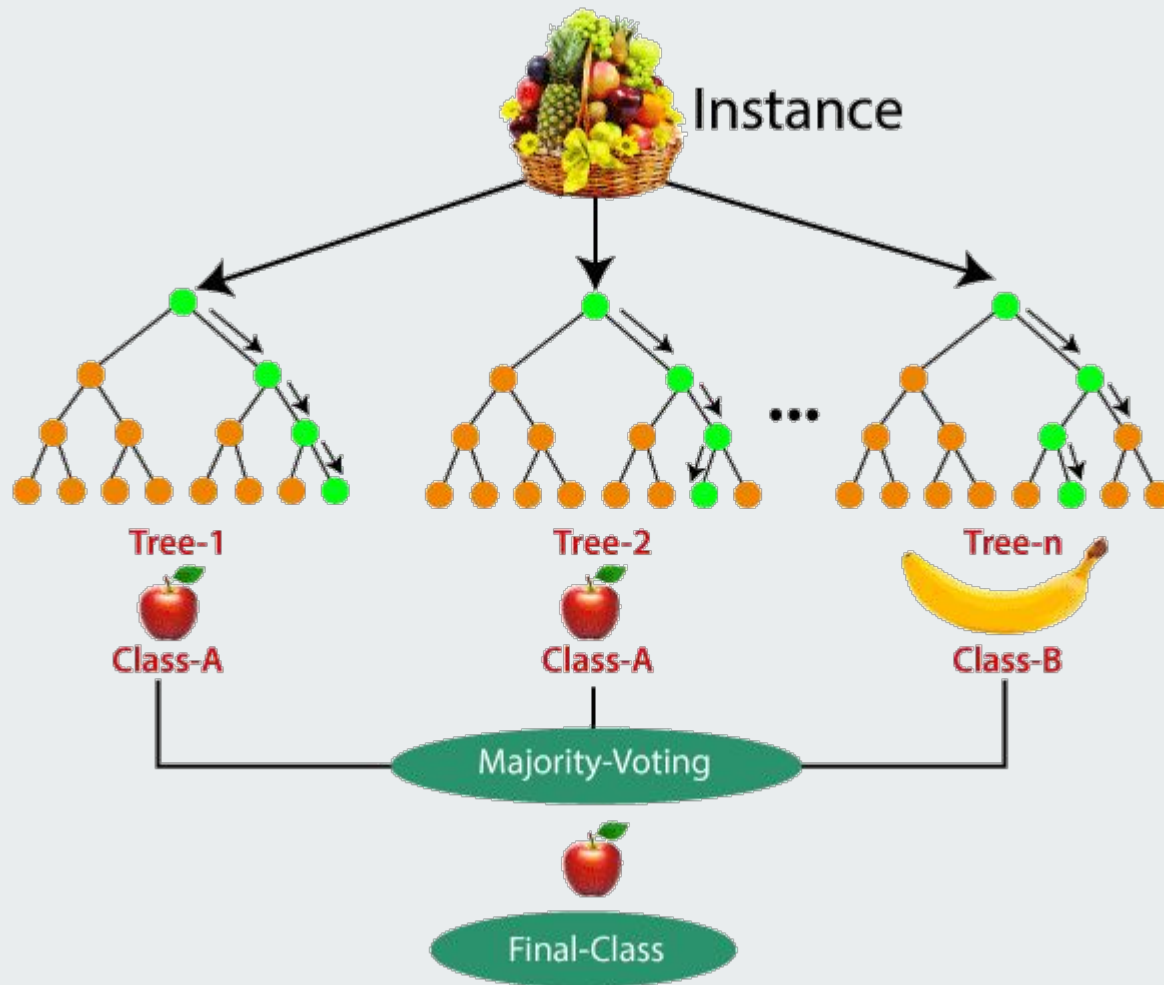 Instance
...
Tree-1
Tree-2
Tree-n
Class-A
Class-A
Class-B
Majority-Voting
Final-Class